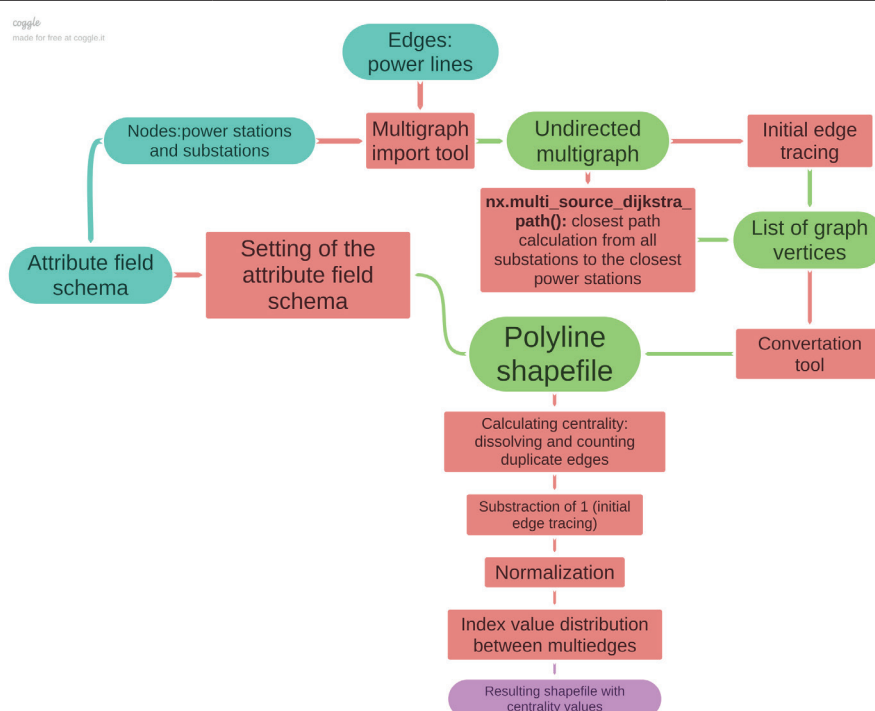 coggle
made for free at coggle.it
Edges:
power lines
Nodes:power stations
and substations
Multigraph
import tool
Undirected
multigraph
Initial edge
tracing
nx.multi_source_dijkstra_
path(): closest path
calculation from all
substations to the closest
power stations
List of graph
vertices
Attribute field
schema
Setting of the
attribute field
schema
Polyline
shapefile
Convertation
tool
Calculating centrality:
dissolving and counting
duplicate edges
Substraction of 1 (initial
edge tracing)
Normalization
Index value distribution
between multiedges
Resulting shapefile with
centrality values